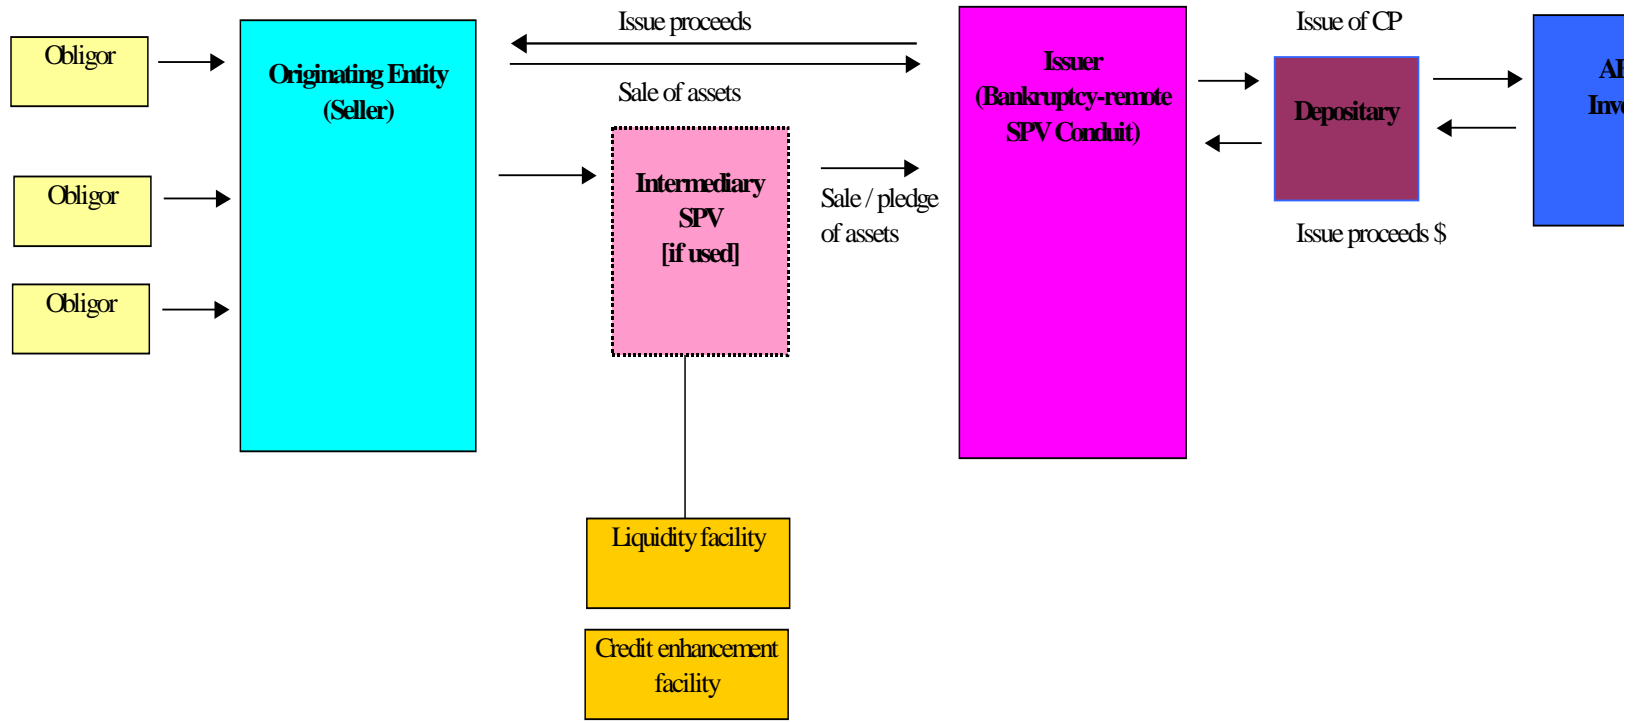 Obligor
Obligor
Obligor
Originating Entity
(Seller)
Issue proceeds
Sale of assets
Intermediary
SPV
[if used]
Sale / pledge
of assets
Liquidity facility
Credit enhancement
facility
Issuer
(Bankruptcy-remote
SPV Conduit)
Issue of CP
Depositary
Issue proceeds $